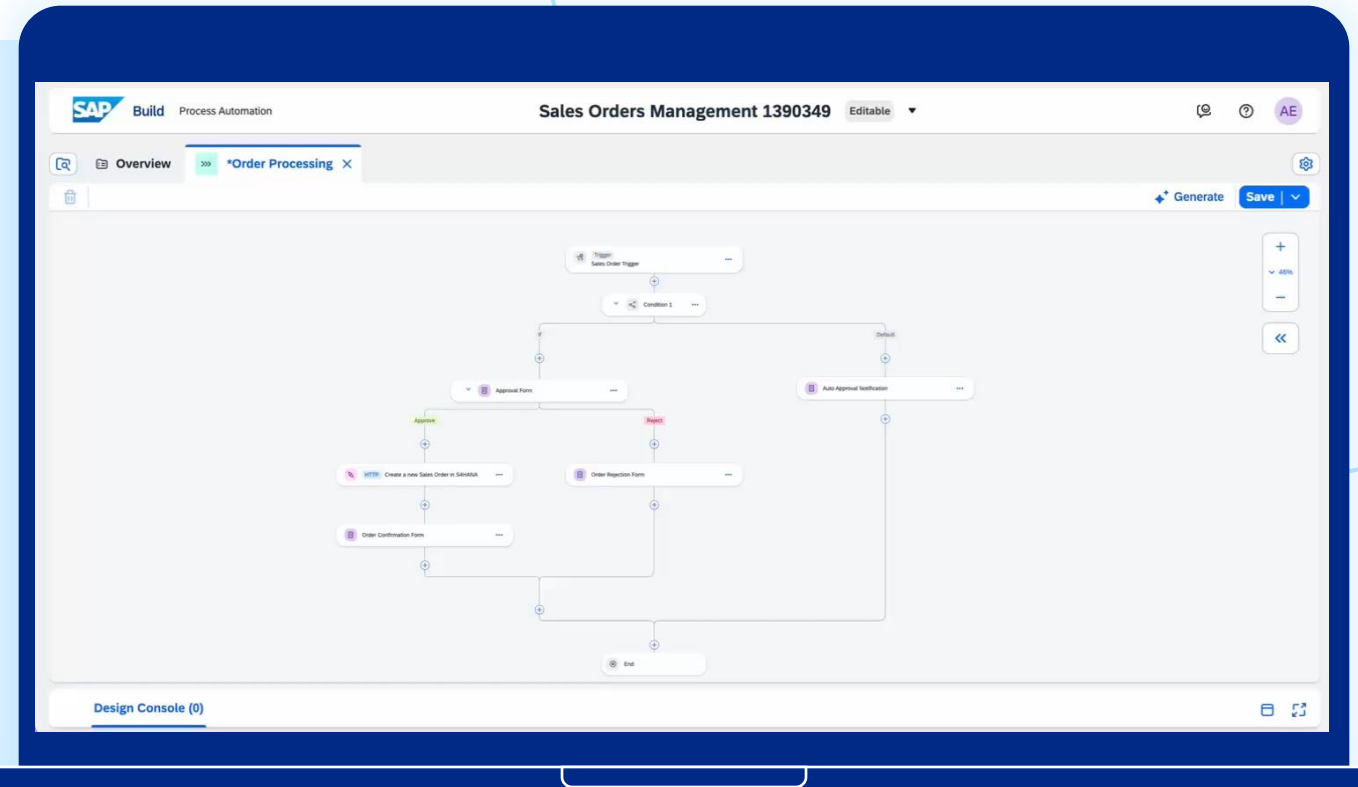 SAP Build Process Automation
Sales Orders Management 1390349 Editable
AE
Overview
*Order Processing
Generate
Save
Trigger
Sales Order Trigger
46%
Condition 1
If
Default
Approval Form
Auto Approval Notification
Approve
Reject
HTTP Create a new Sales Order in S4HANA
Order Rejection Form
Order Confirmation Form
End
Design Console (0)